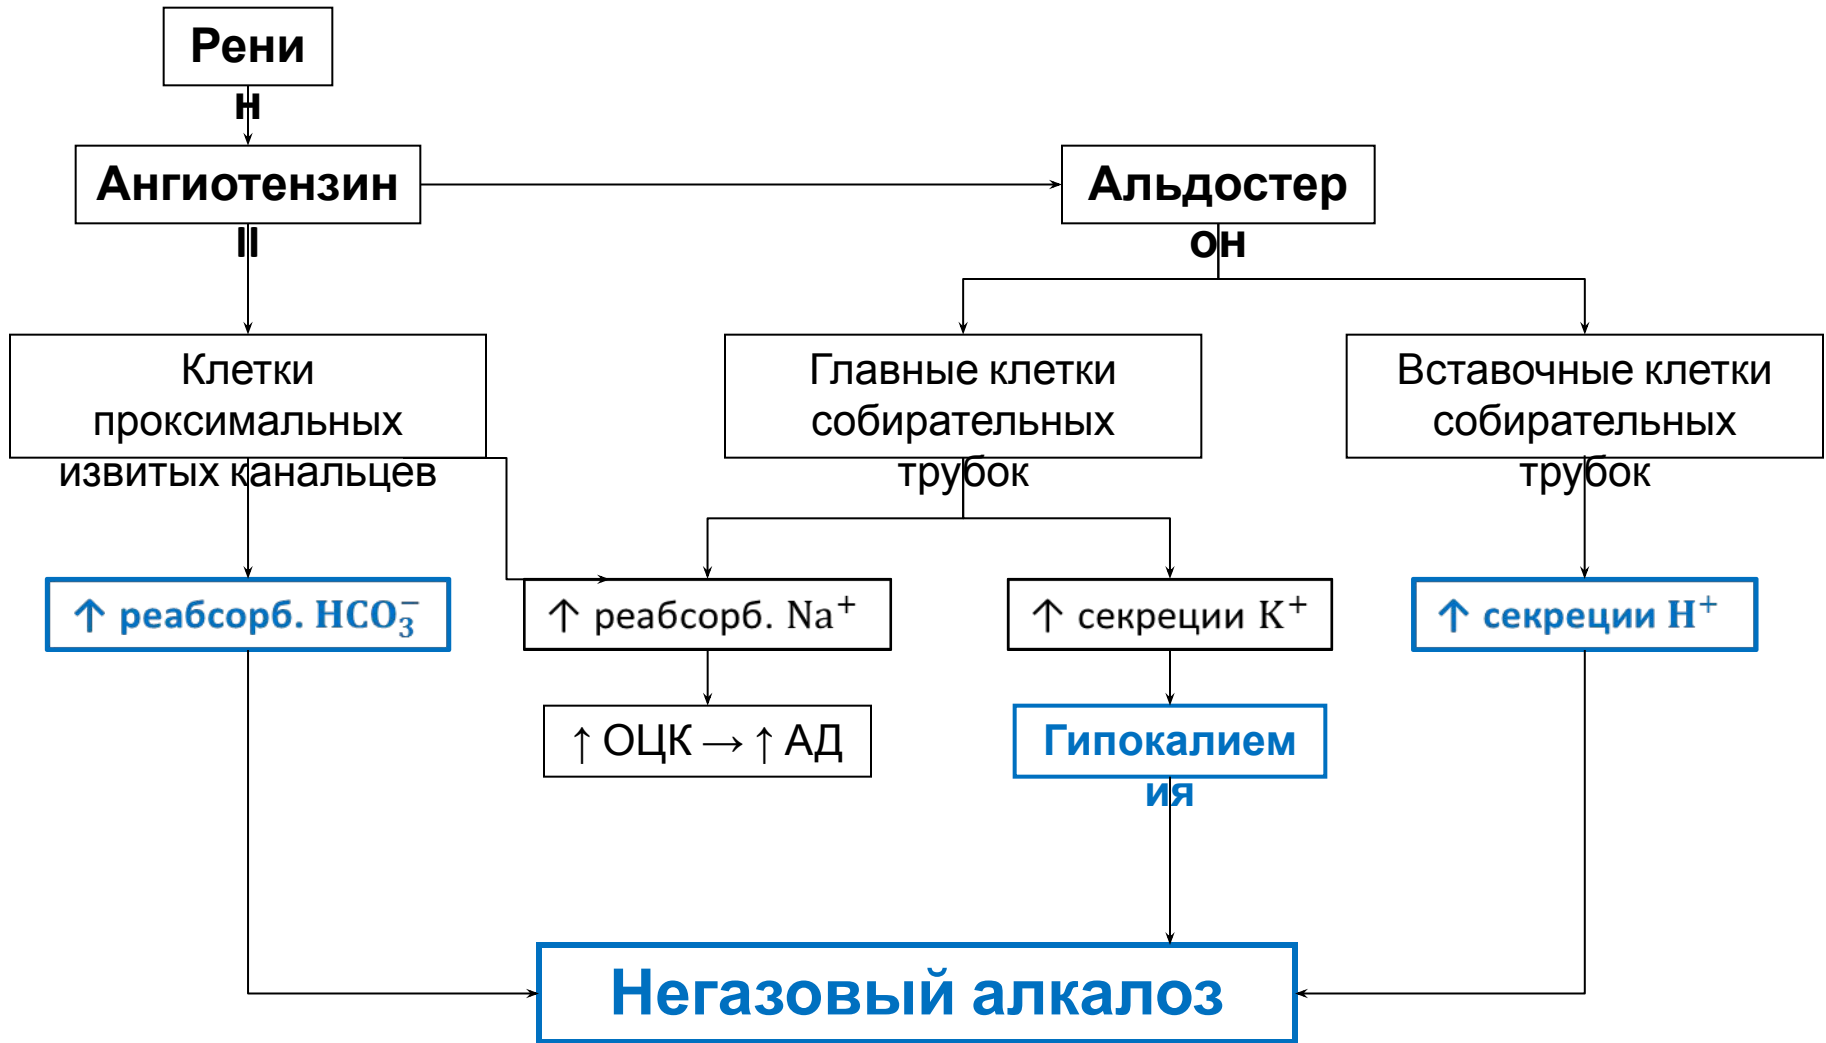 Рени
н
Ангиотензин
II
Альдостер
он
Клетки
проксимальных
извитых канальцев
Главные клетки
собирательных
трубок
Вставочные клетки
собирательных
трубок
↑ реабсорб. HCO₃⁻
↑ реабсорб. Na⁺
↑ секреции K⁺
↑ секреции H⁺
↑ ОЦК → ↑ АД
Гипокалием
ия
Негазовый алкалоз